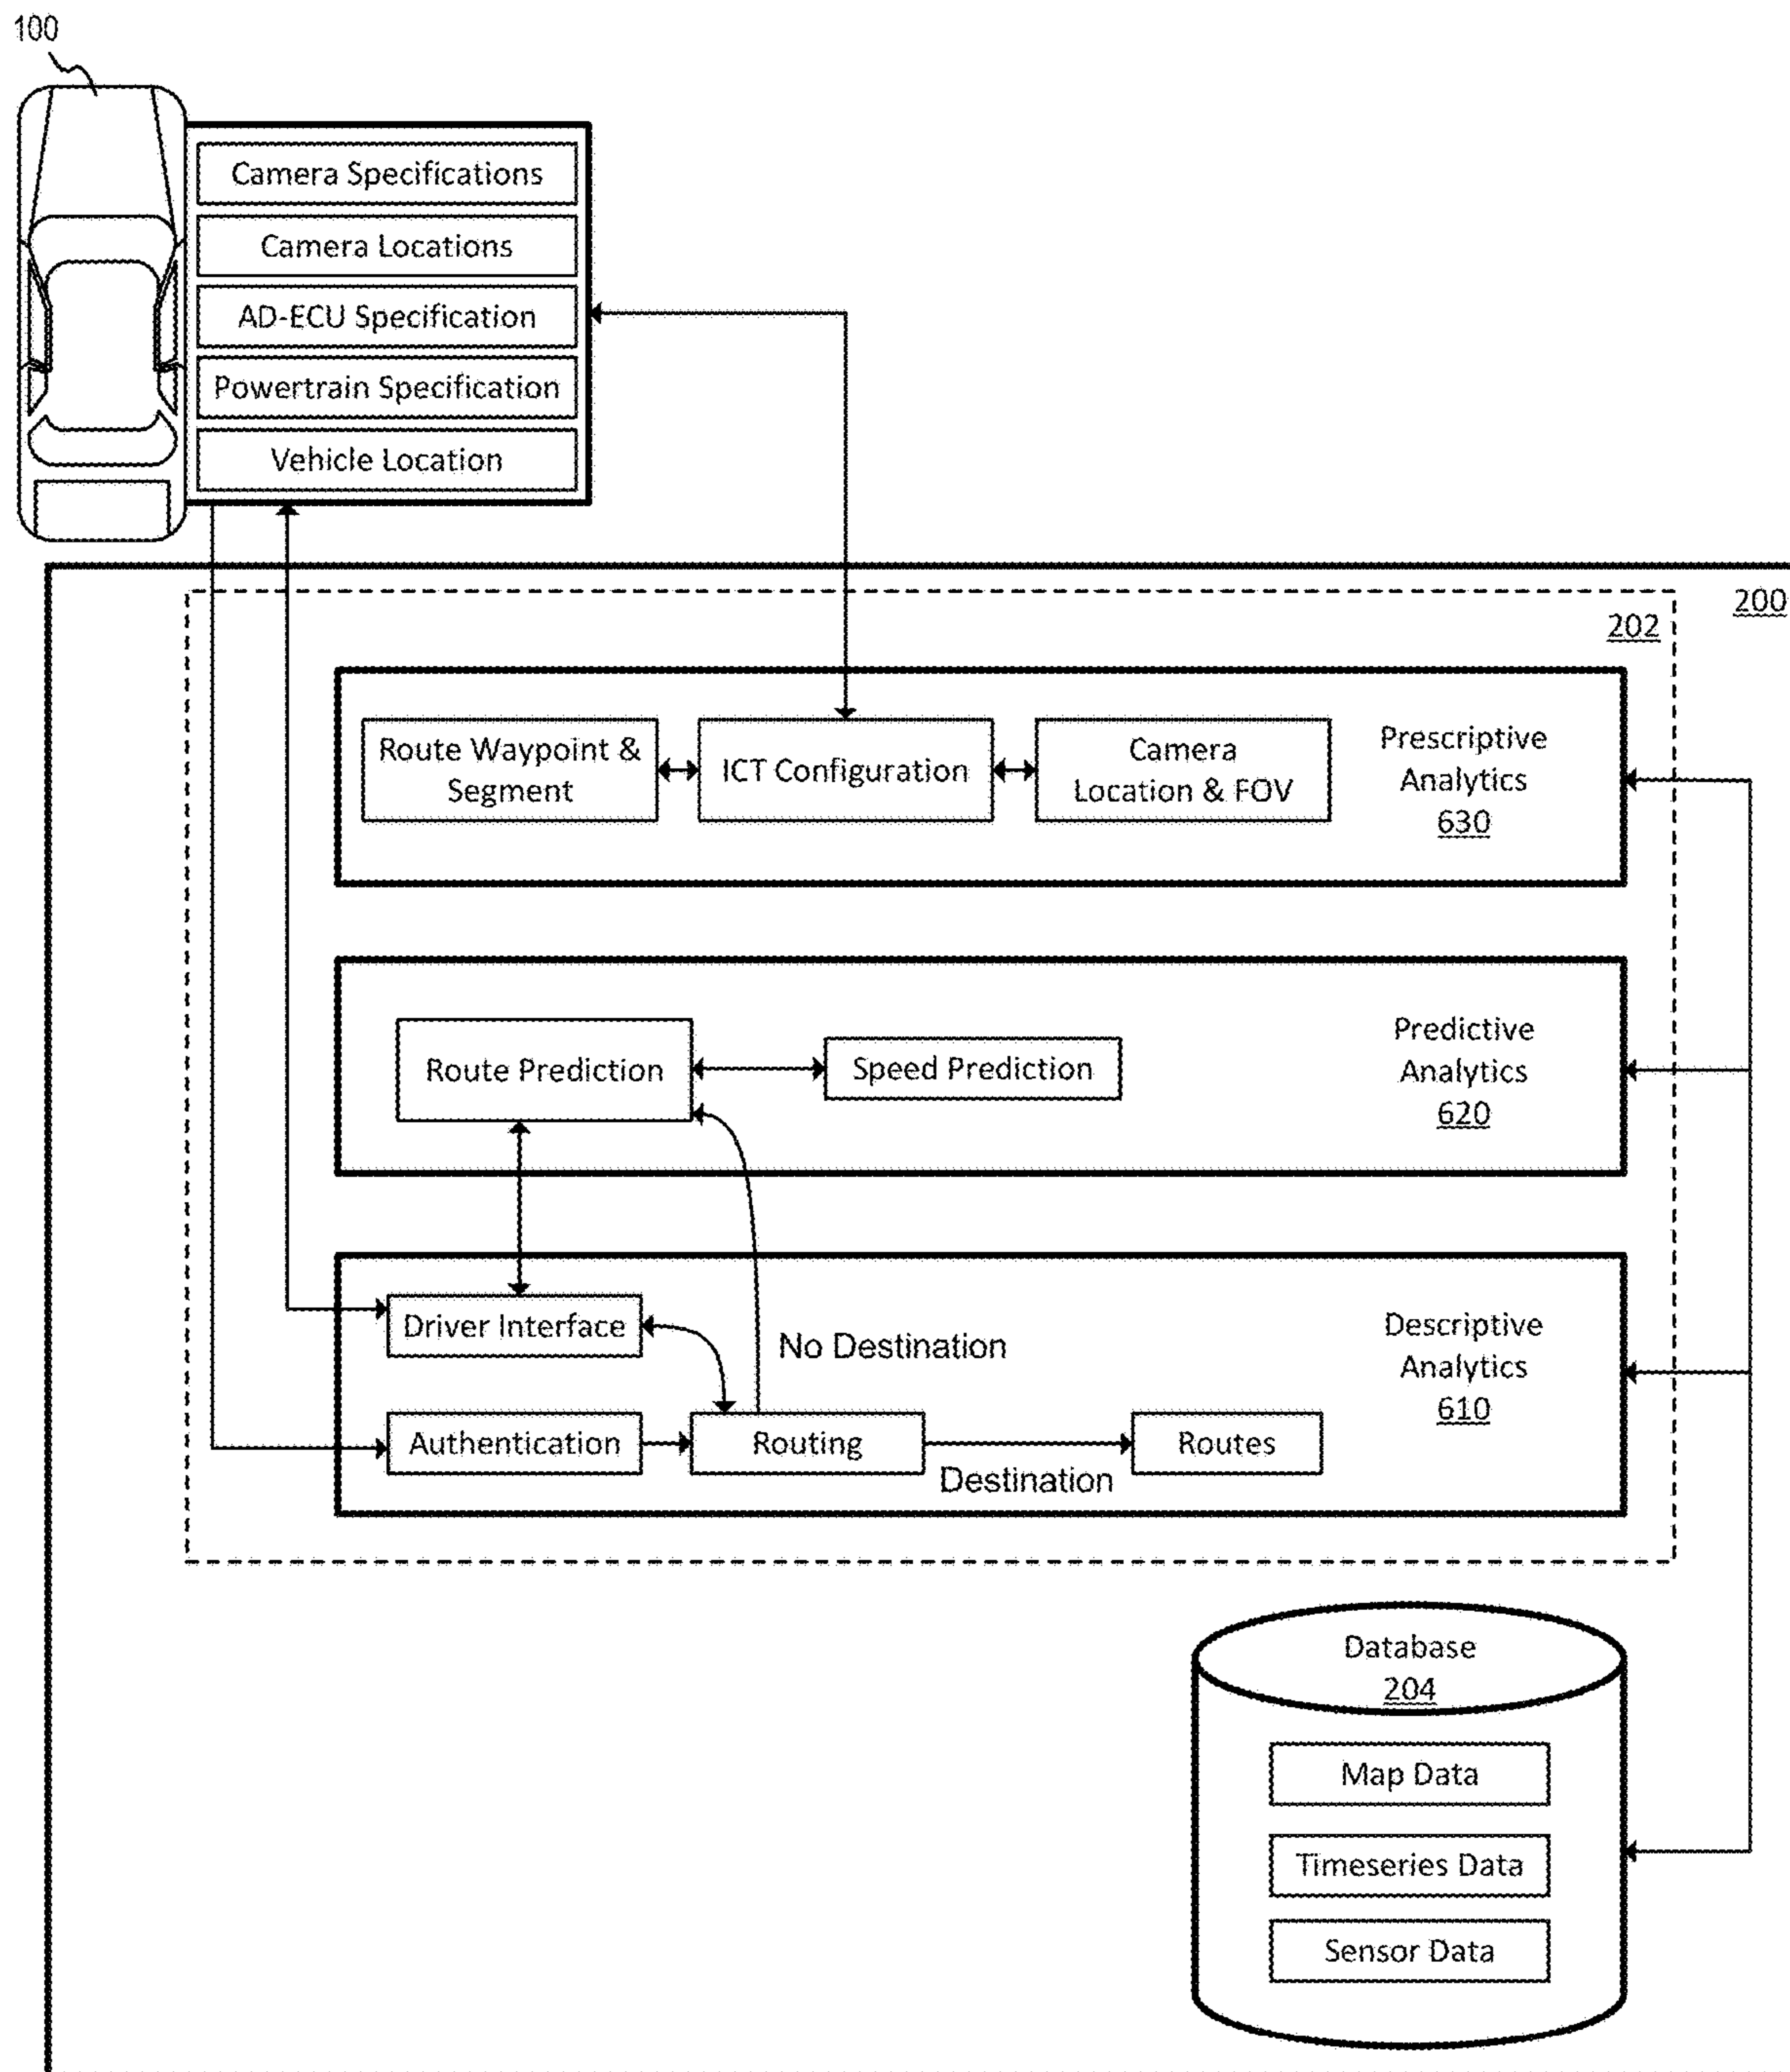 100
Camera Specifications
Camera Locations
AD-ECU Specification
Powertrain Specification
Vehicle Location
200
202
Route Waypoint &
Segment
ICT Configuration
Camera
Location & FOV
Prescriptive
Analytics
630
Route Prediction
Speed Prediction
Predictive
Analytics
620
Driver Interface
No Destination
Descriptive
Analytics
610
Authentication
Routing
Destination
Routes
Database
204
Map Data
Timeseries Data
Sensor Data